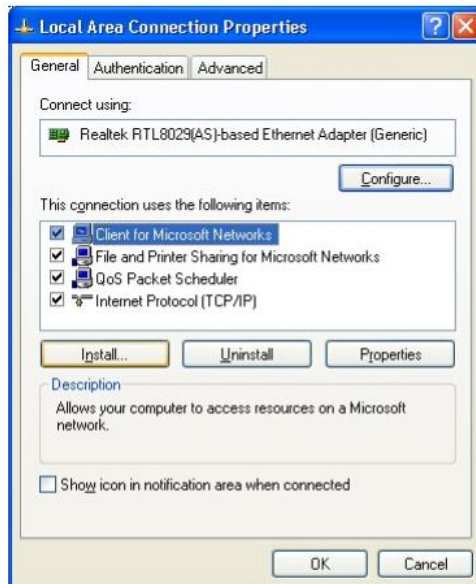 Local Area Connection Properties
General Authentication Advanced
Connect using:
Realtek RTL8029(AS)-based Ethernet Adapter (Generic)
Configure...
This connection uses the following items:
Client for Microsoft Networks
File and Printer Sharing for Microsoft Networks
QoS Packet Scheduler
Internet Protocol (TCP/IP)
Install... Uninstall Properties
Description
Allows your computer to access resources on a Microsoft
network.
Show icon in notification area when connected
OK Cancel